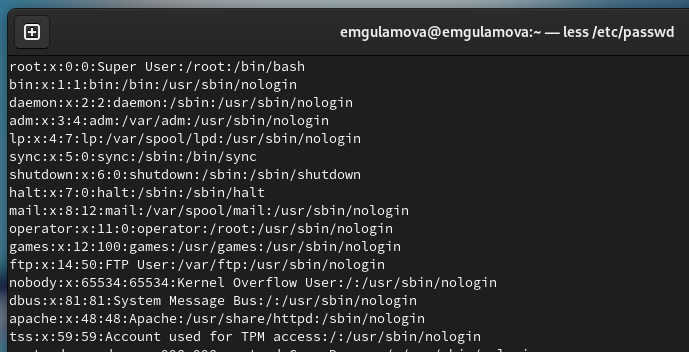 emgulamova@emgulamova:~ — less /etc/passwd
root:x:0:0:Super User:/root:/bin/bash
bin:x:1:1:bin:/bin:/usr/sbin/nologin
daemon:x:2:2:daemon:/sbin:/usr/sbin/nologin
adm:x:3:4:adm:/var/adm:/usr/sbin/nologin
lp:x:4:7:lp:/var/spool/lpd:/usr/sbin/nologin
sync:x:5:0:sync:/sbin:/bin/sync
shutdown:x:6:0:shutdown:/sbin:/sbin/shutdown
halt:x:7:0:halt:/sbin:/sbin/halt
mail:x:8:12:mail:/var/spool/mail:/usr/sbin/nologin
operator:x:11:0:operator:/root:/usr/sbin/nologin
games:x:12:100:games:/usr/games:/usr/sbin/nologin
ftp:x:14:50:FTP User:/var/ftp:/usr/sbin/nologin
nobody:x:65534:65534:Kernel Overflow User:/:/usr/sbin/nologin
dbus:x:81:81:System Message Bus:/:/usr/sbin/nologin
apache:x:48:48:Apache:/usr/share/httpd:/sbin/nologin
tss:x:59:59:Account used for TPM access:/:/usr/sbin/nologin